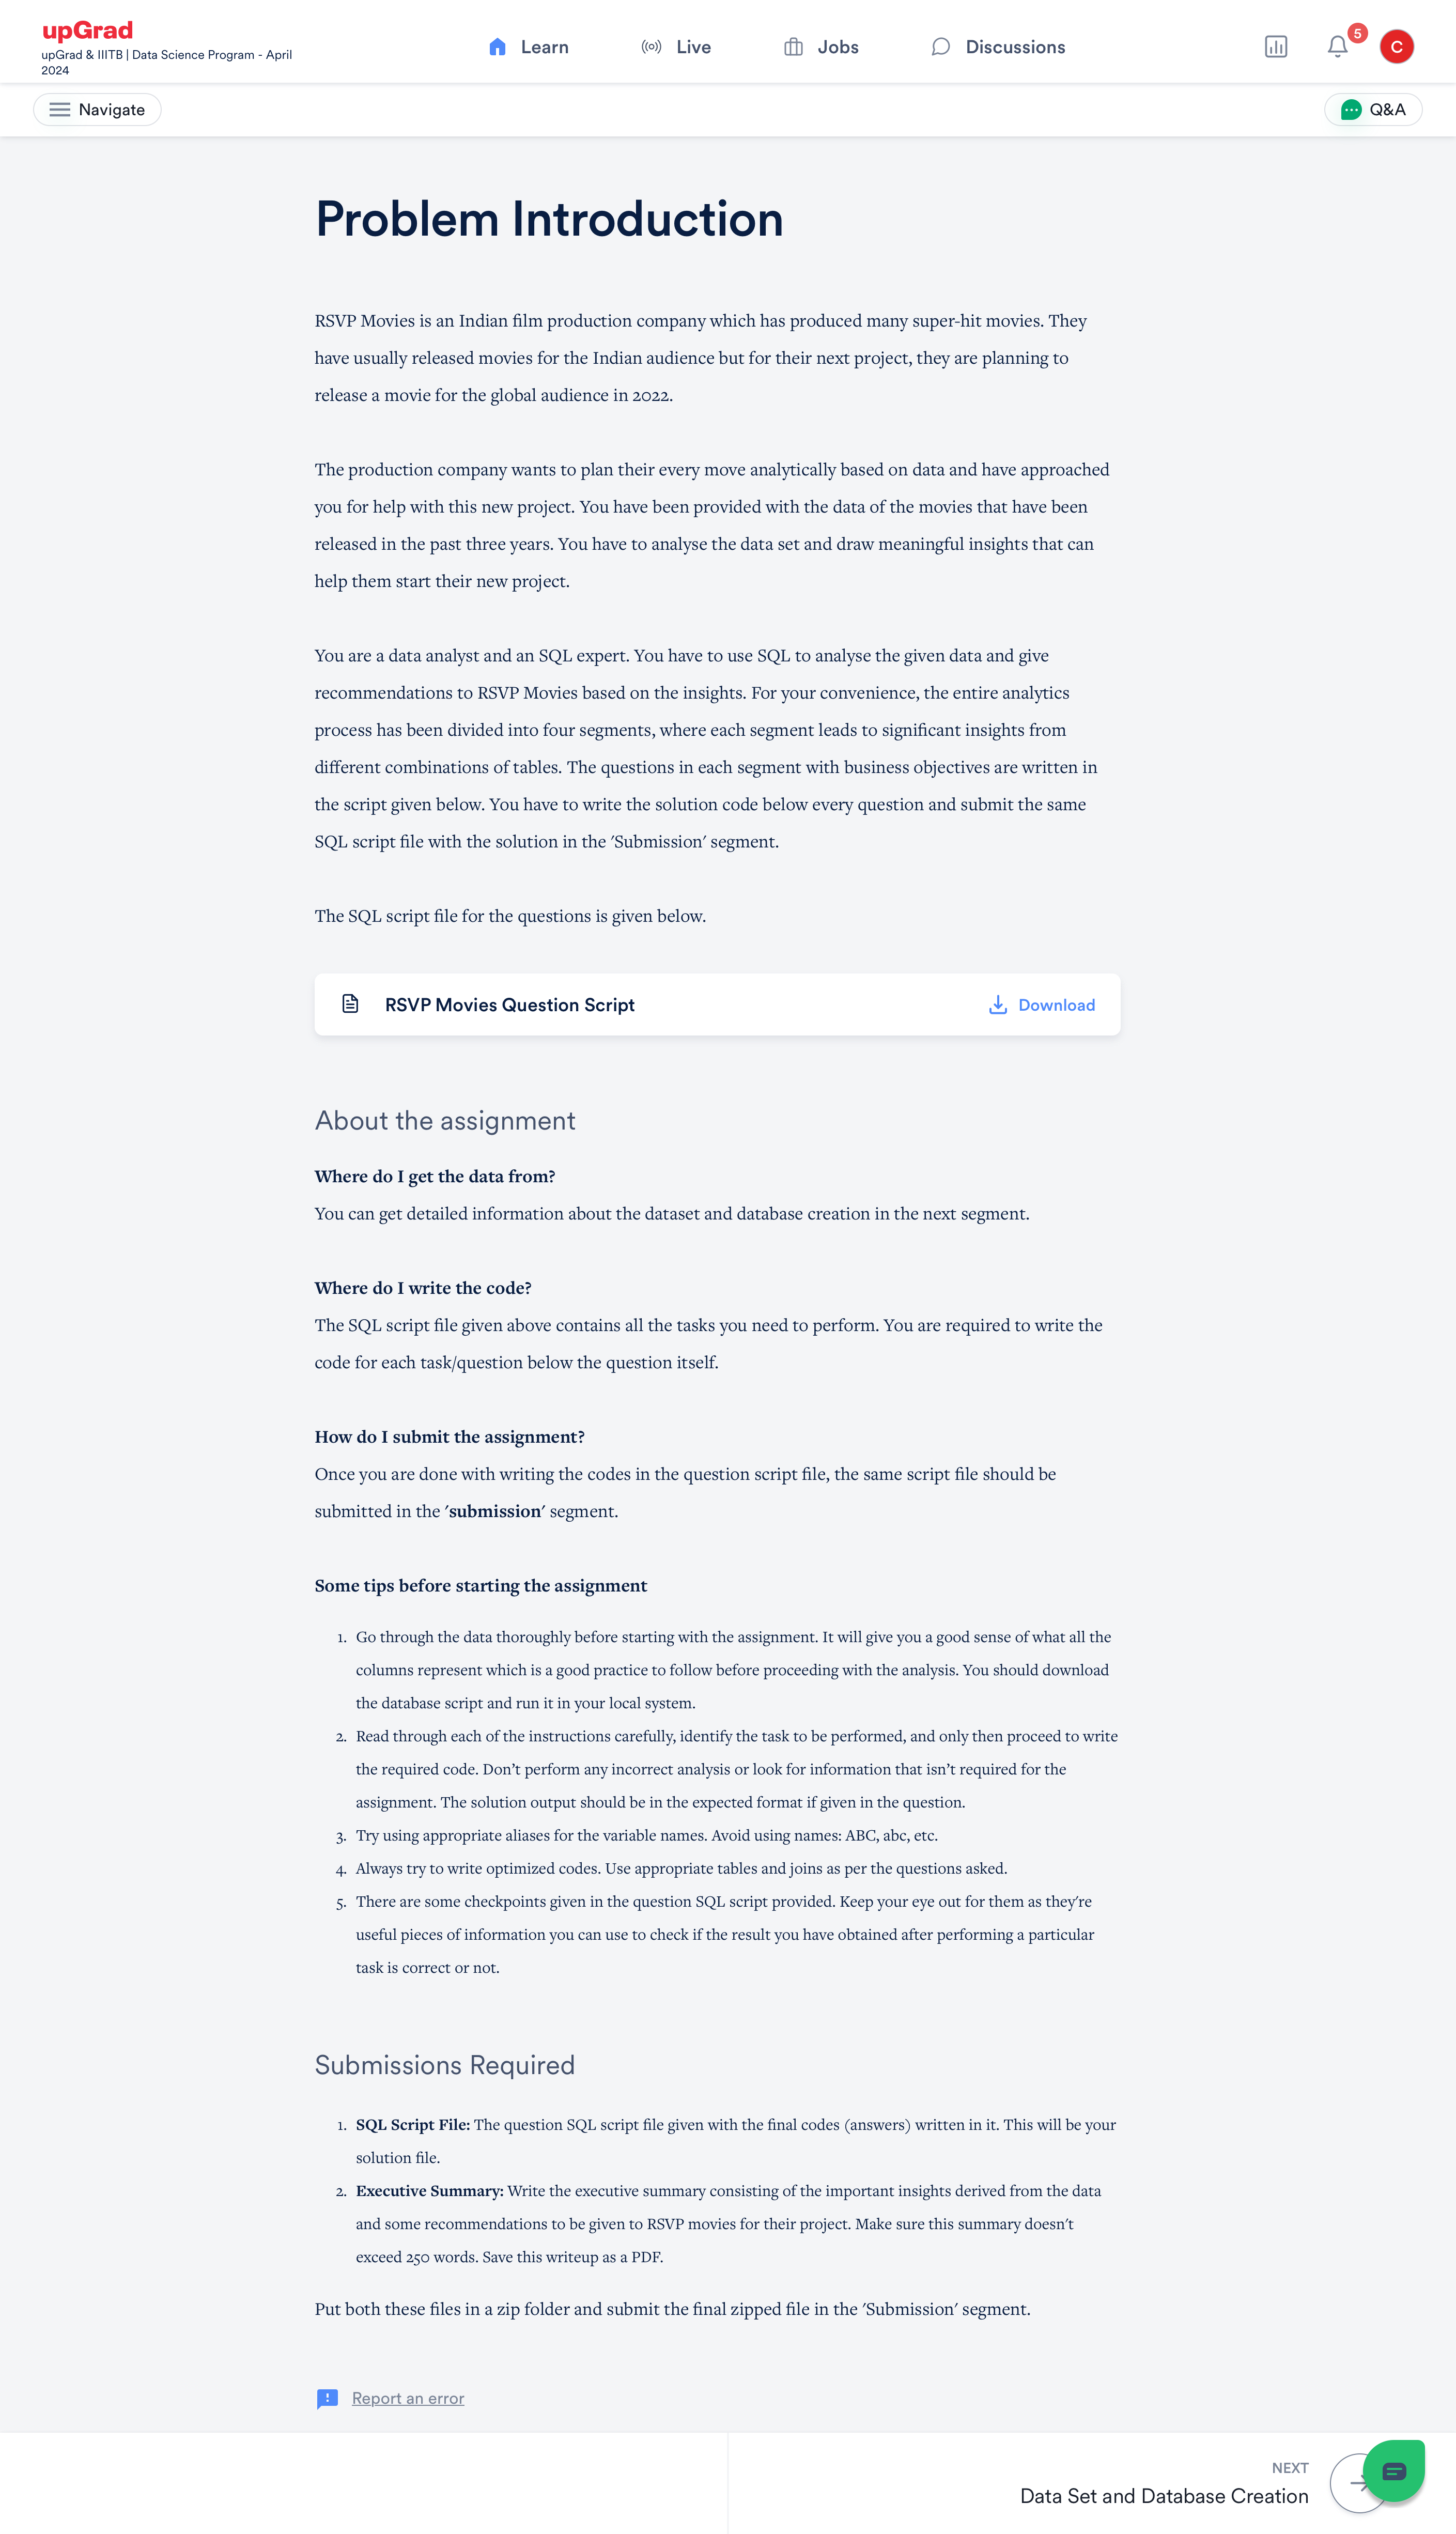 upGrad
upGrad & IIITB | Data Science Program - April
2024
Learn
Live
Jobs
Discussions
5
C
Navigate
Q&A
Problem Introduction
RSVP Movies is an Indian film production company which has produced many super-hit movies. They
have usually released movies for the Indian audience but for their next project, they are planning to
release a movie for the global audience in 2022.
The production company wants to plan their every move analytically based on data and have approached
you for help with this new project. You have been provided with the data of the movies that have been
released in the past three years. You have to analyse the data set and draw meaningful insights that can
help them start their new project.
You are a data analyst and an SQL expert. You have to use SQL to analyse the given data and give
recommendations to RSVP Movies based on the insights. For your convenience, the entire analytics
process has been divided into four segments, where each segment leads to significant insights from
different combinations of tables. The questions in each segment with business objectives are written in
the script given below. You have to write the solution code below every question and submit the same
SQL script file with the solution in the 'Submission' segment.
The SQL script file for the questions is given below.
RSVP Movies Question Script
Download
About the assignment
Where do I get the data from?
You can get detailed information about the dataset and database creation in the next segment.
Where do I write the code?
The SQL script file given above contains all the tasks you need to perform. You are required to write the
code for each task/question below the question itself.
How do I submit the assignment?
Once you are done with writing the codes in the question script file, the same script file should be
submitted in the 'submission' segment.
Some tips before starting the assignment
1. Go through the data thoroughly before starting with the assignment. It will give you a good sense of what all the
columns represent which is a good practice to follow before proceeding with the analysis. You should download
the database script and run it in your local system.
2. Read through each of the instructions carefully, identify the task to be performed, and only then proceed to write
the required code. Don't perform any incorrect analysis or look for information that isn't required for the
assignment. The solution output should be in the expected format if given in the question.
3. Try using appropriate aliases for the variable names. Avoid using names: ABC, abc, etc.
4. Always try to write optimized codes. Use appropriate tables and joins as per the questions asked.
5. There are some checkpoints given in the question SQL script provided. Keep your eye out for them as they're
useful pieces of information you can use to check if the result you have obtained after performing a particular
task is correct or not.
Submissions Required
1. SQL Script File: The question SQL script file given with the final codes (answers) written in it. This will be your
solution file.
2. Executive Summary: Write the executive summary consisting of the important insights derived from the data
and some recommendations to be given to RSVP movies for their project. Make sure this summary doesn't
exceed 250 words. Save this writeup as a PDF.
Put both these files in a zip folder and submit the final zipped file in the 'Submission' segment.
Report an error
NEXT
Data Set and Database Creation